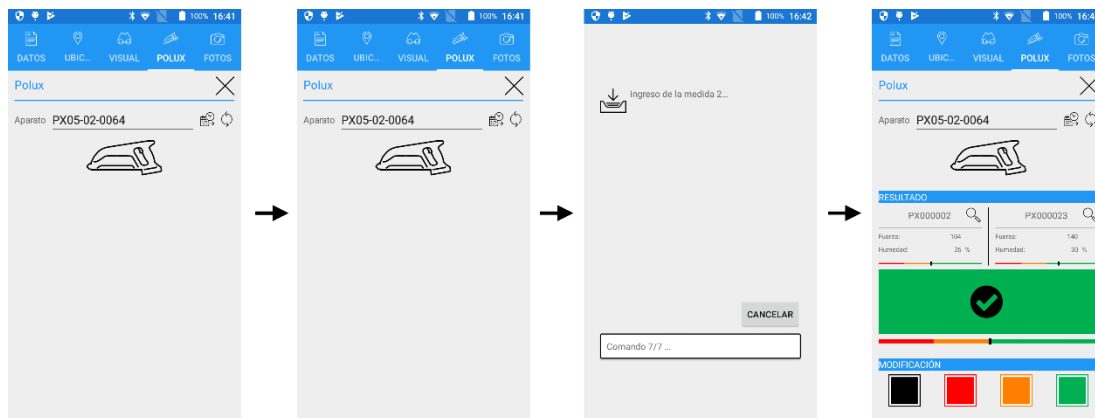 100% 16:41
DATOS UBIC... VISUAL POLUX FOTOS
Polux
Aparato PX05-02-0064
100% 16:41
DATOS UBIC... VISUAL POLUX FOTOS
Polux
Aparato PX05-02-0064
100% 16:42
Ingreso de la medida 2...
CANCELAR
Comando 7/7 ...
100% 16:4
DATOS UBIC... VISUAL POLUX FOTOS
Polux
Aparato PX05-02-0064
RESULTADO
PX000002 PX000023
Fuerza: 104 Fuerza: 140
Humedad: 26 % Humedad: 30 %
MODIFICACIÓN